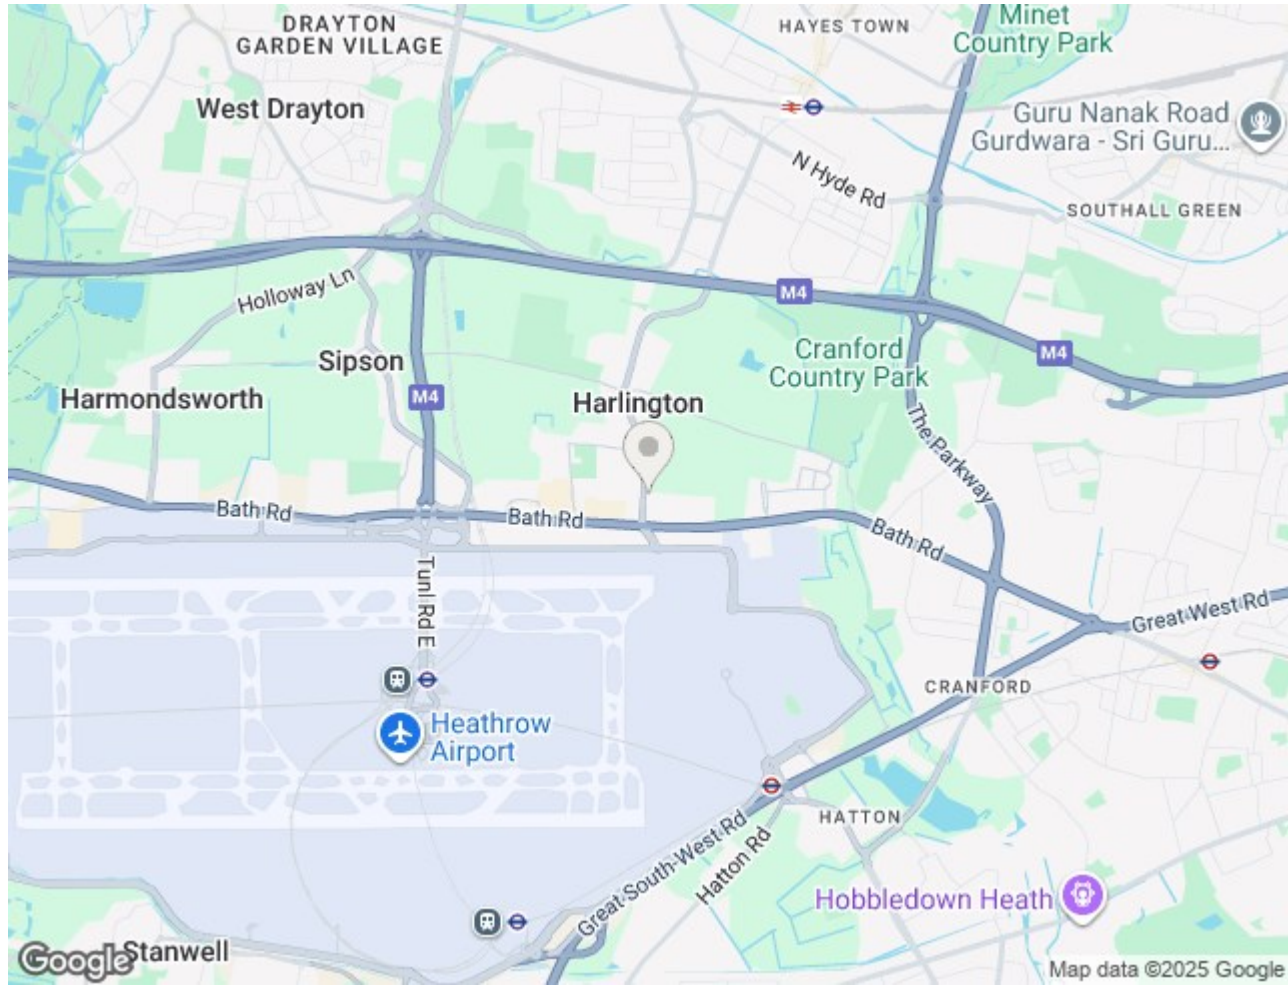 DRAYTON
GARDEN VILLAGE
HAYES TOWN
Minet
Country Park
West Drayton
Guru Nanak Road
Gurdwara - Sri Guru...
N Hyde Rd
SOUTHALL GREEN
Holloway Ln
M4
Sipson
Cranford
Country Park
M4
Harmondsworth
M4
Harlington
The Parkway
Bath Rd
Bath Rd
Bath Rd
Tunl Rd E
Great West Rd
CRANFORD
Heathrow
Airport
HATTON
Great South-West Rd
Hatton Rd
Hobbledown Heath
Stanwell
Google
Map data ©2025 Google